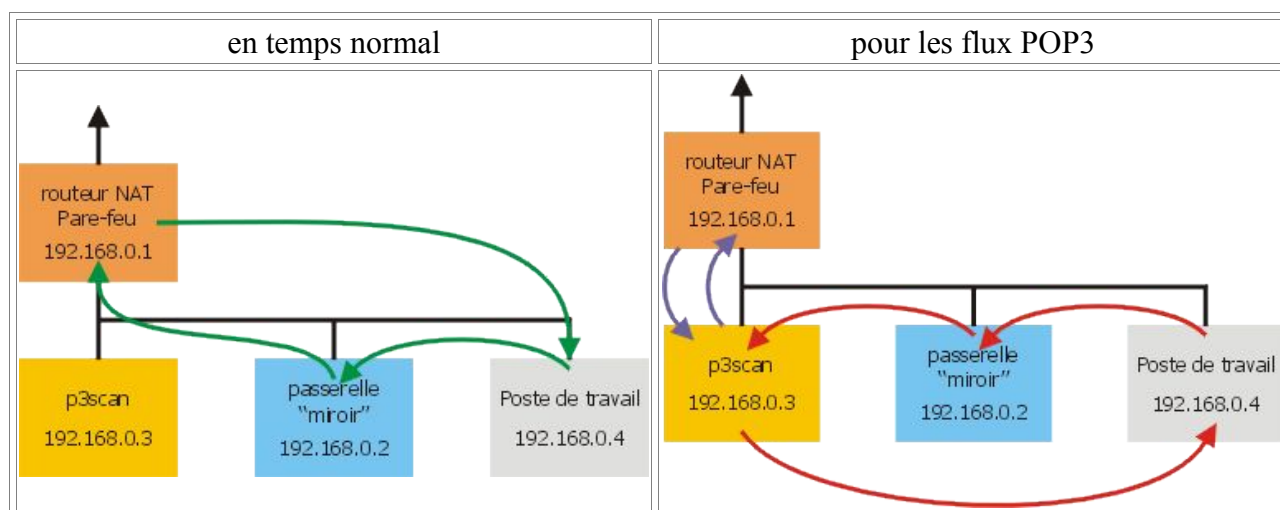 en temps normal
pour les flux POP3
routeur NAT
Pare-feu
192.168.0.1
p3scan
192.168.0.3
passerelle
“miroir”
192.168.0.2
Poste de travail
192.168.0.4
routeur NAT
Pare-feu
192.168.0.1
p3scan
192.168.0.3
passerelle
“miroir”
192.168.0.2
Poste de travail
192.168.0.4